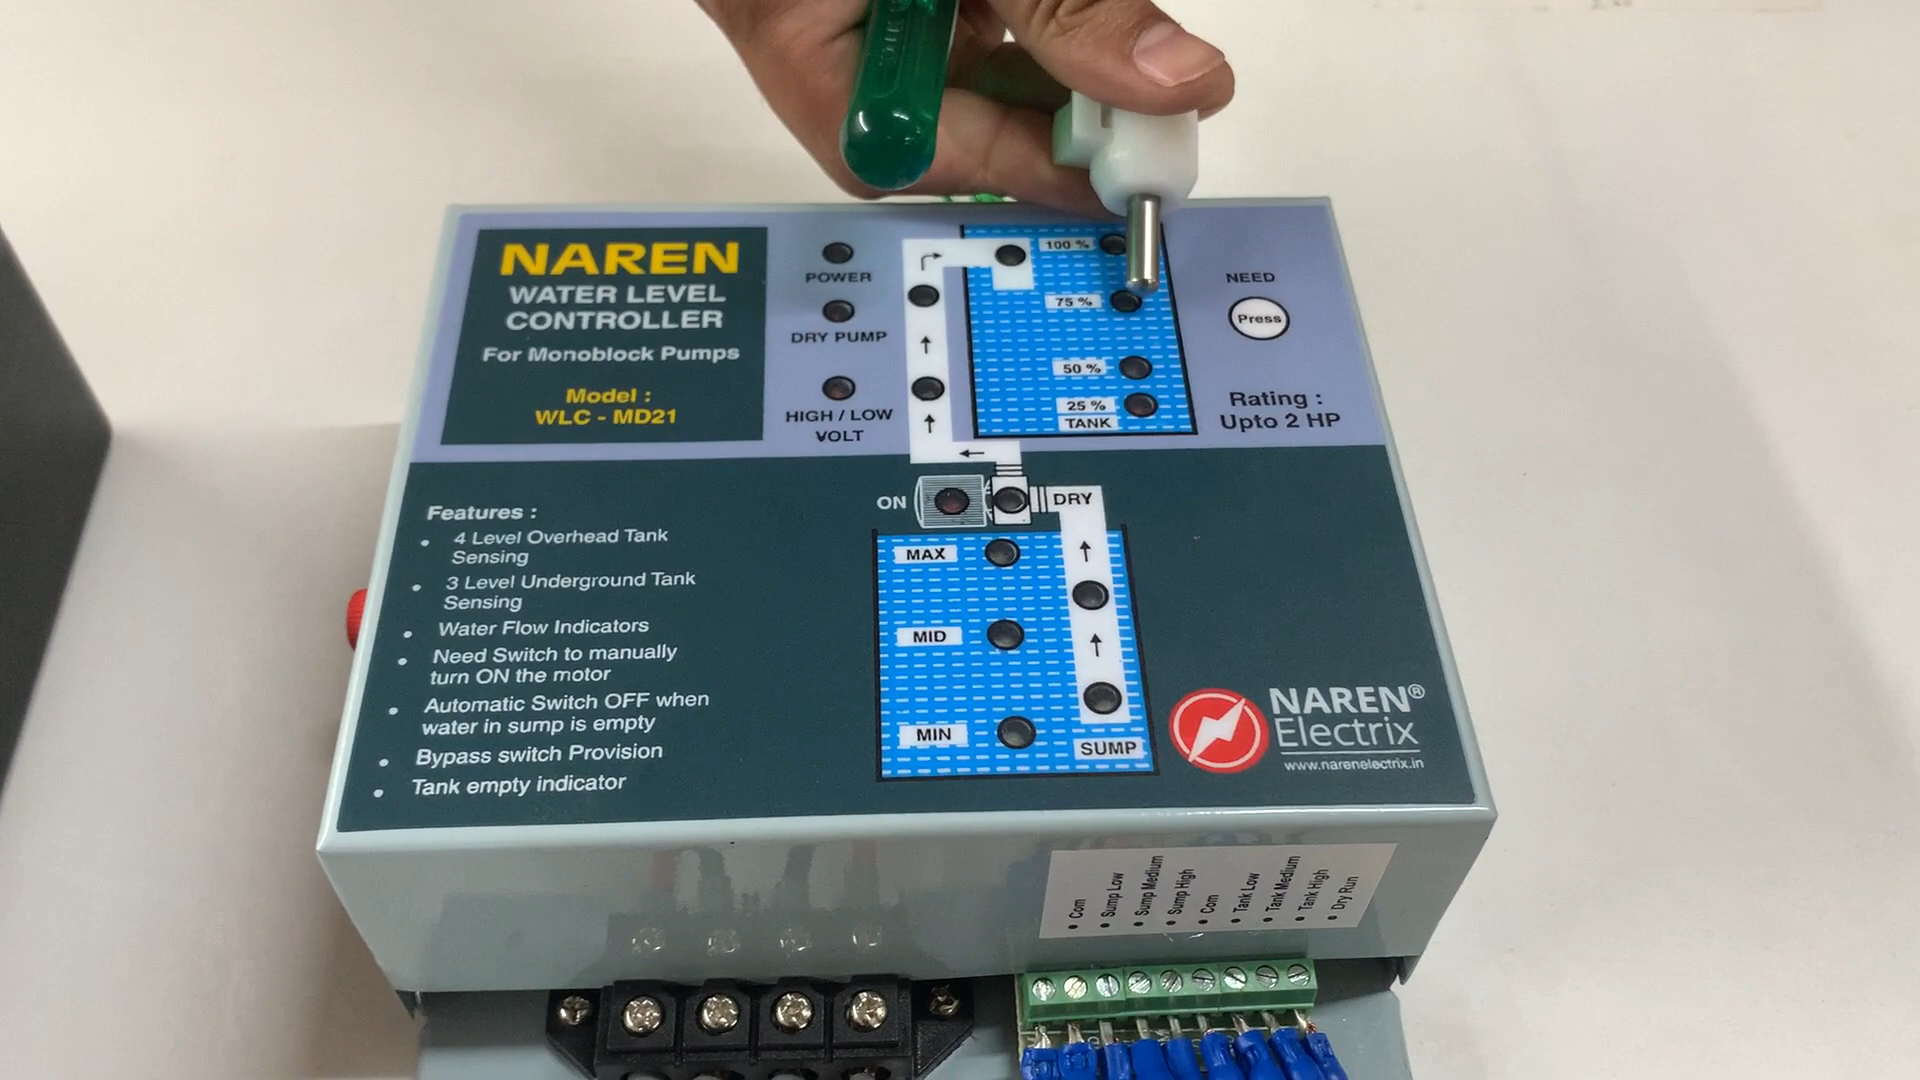 NAREN
WATER LEVEL
CONTROLLER
For Monoblock Pumps
Model :
WLC - MD21
POWER
DRY PUMP
HIGH / LOW
VOLT
100 %
75 %
50 %
25 %
TANK
NEED
Press
Rating :
Upto 2 HP
ON
DRY
MAX
MID
MIN
SUMP
Features :
• 4 Level Overhead Tank
Sensing
• 3 Level Underground Tank
Sensing
• Water Flow Indicators
• Need Switch to manually
turn ON the motor
• Automatic Switch OFF when
water in sump is empty
• Bypass switch Provision
• Tank empty indicator
NAREN®
Electrix
www.narenelectrix.in
• Com
• Sump Low
• Sump Medium
• Sump High
• Com
• Tank Low
• Tank Medium
• Tank High
• Dry Run